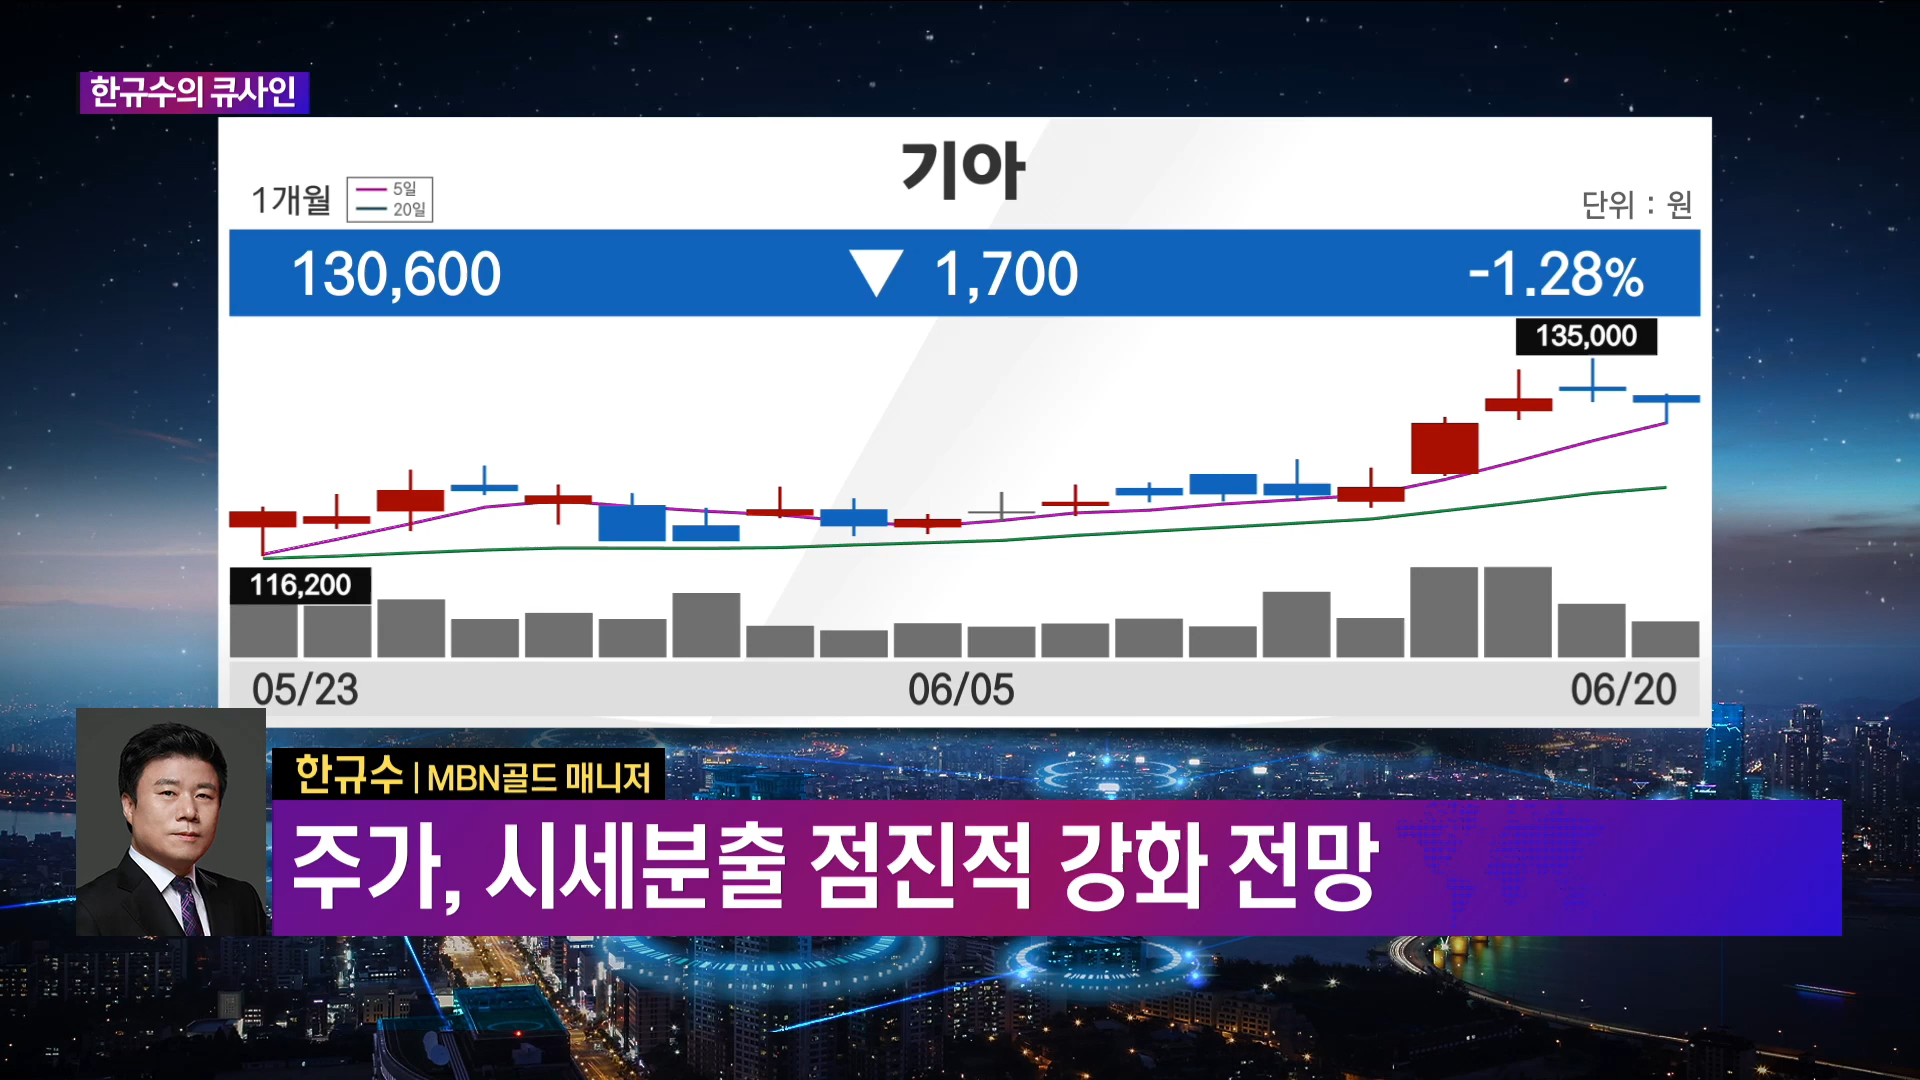 한규수의 큐사인
기아
1개월
5일
20일
단위 : 원
130,600 ▼ 1,700 -1.28%
135,000
116,200
05/23 06/05 06/20
한규수 | MBN골드 매니저
주가, 시세분출 점진적 강화 전망